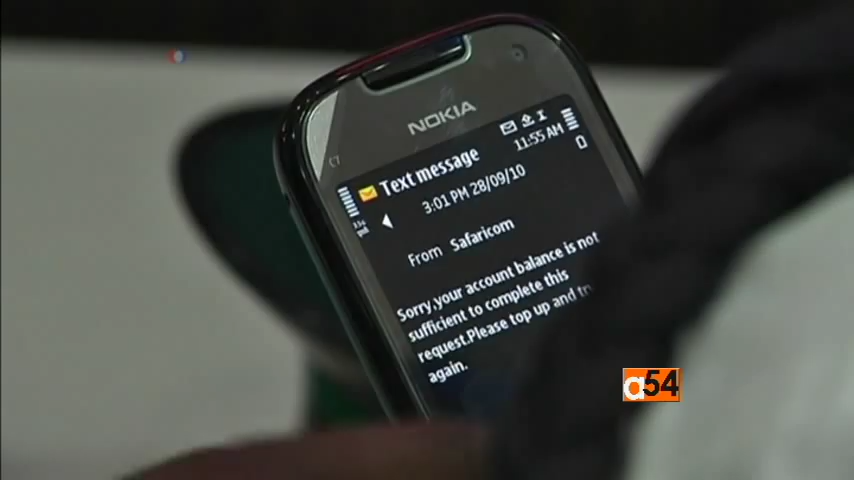 NOKIA
11:55 AM
Text message
3:01 PM 28/09/10
From Safaricom
Sorry,your account balance is not
sufficient to complete this
request.Please top up and
again.
a54